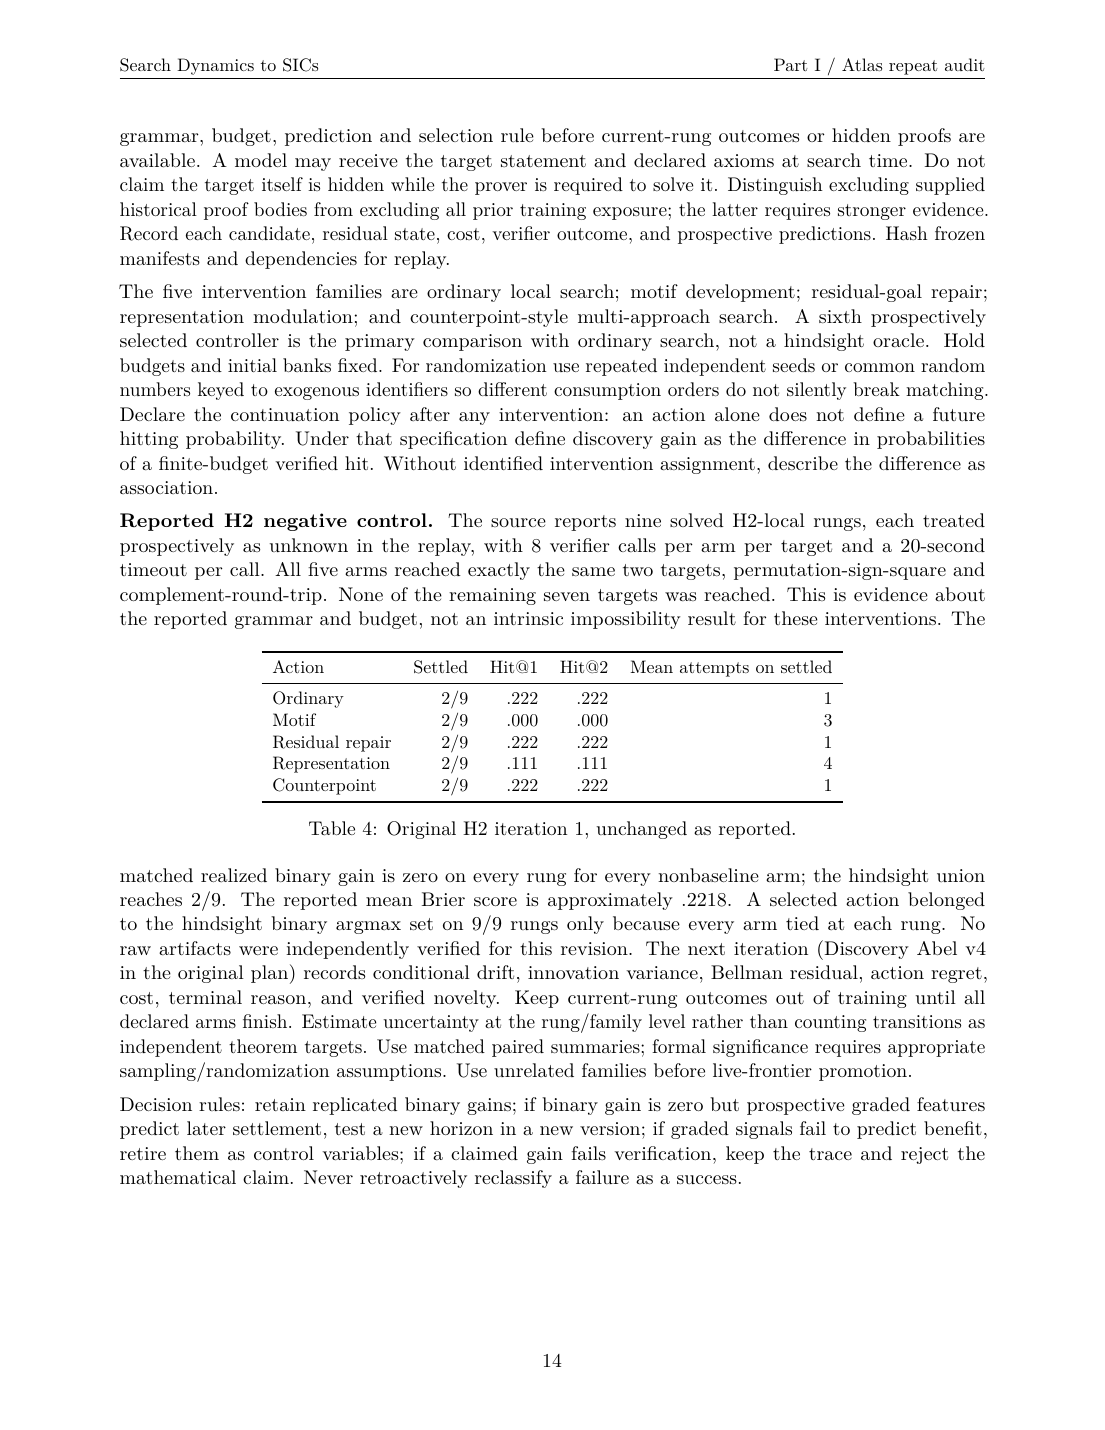 Search Dynamics to SICs
Part I / Atlas repeat audit
grammar, budget, prediction and selection rule before current-rung outcomes or hidden proofs are
available. A model may receive the target statement and declared axioms at search time. Do not
claim the target itself is hidden while the prover is required to solve it. Distinguish excluding supplied
historical proof bodies from excluding all prior training exposure; the latter requires stronger evidence.
Record each candidate, residual state, cost, verifier outcome, and prospective predictions. Hash frozen
manifests and dependencies for replay.
The five intervention families are ordinary local search; motif development; residual-goal repair;
representation modulation; and counterpoint-style multi-approach search. A sixth prospectively
selected controller is the primary comparison with ordinary search, not a hindsight oracle. Hold
budgets and initial banks fixed. For randomization use repeated independent seeds or common random
numbers keyed to exogenous identifiers so different consumption orders do not silently break matching.
Declare the continuation policy after any intervention: an action alone does not define a future
hitting probability. Under that specification define discovery gain as the difference in probabilities
of a finite-budget verified hit. Without identified intervention assignment, describe the difference as
association.
Reported H2 negative control. The source reports nine solved H2-local rungs, each treated
prospectively as unknown in the replay, with 8 verifier calls per arm per target and a 20-second
timeout per call. All five arms reached exactly the same two targets, permutation-sign-square and
complement-round-trip. None of the remaining seven targets was reached. This is evidence about
the reported grammar and budget, not an intrinsic impossibility result for these interventions. The
Action Settled Hit@1 Hit@2 Mean attempts on settled
Ordinary 2/9 .222 .222 1
Motif 2/9 .000 .000 3
Residual repair 2/9 .222 .222 1
Representation 2/9 .111 .111 4
Counterpoint 2/9 .222 .222 1
Table 4: Original H2 iteration 1, unchanged as reported.
matched realized binary gain is zero on every rung for every nonbaseline arm; the hindsight union
reaches 2/9. The reported mean Brier score is approximately .2218. A selected action belonged
to the hindsight binary argmax set on 9/9 rungs only because every arm tied at each rung. No
raw artifacts were independently verified for this revision. The next iteration (Discovery Abel v4
in the original plan) records conditional drift, innovation variance, Bellman residual, action regret,
cost, terminal reason, and verified novelty. Keep current-rung outcomes out of training until all
declared arms finish. Estimate uncertainty at the rung/family level rather than counting transitions as
independent theorem targets. Use matched paired summaries; formal significance requires appropriate
sampling/randomization assumptions. Use unrelated families before live-frontier promotion.
Decision rules: retain replicated binary gains; if binary gain is zero but prospective graded features
predict later settlement, test a new horizon in a new version; if graded signals fail to predict benefit,
retire them as control variables; if a claimed gain fails verification, keep the trace and reject the
mathematical claim. Never retroactively reclassify a failure as a success.
14